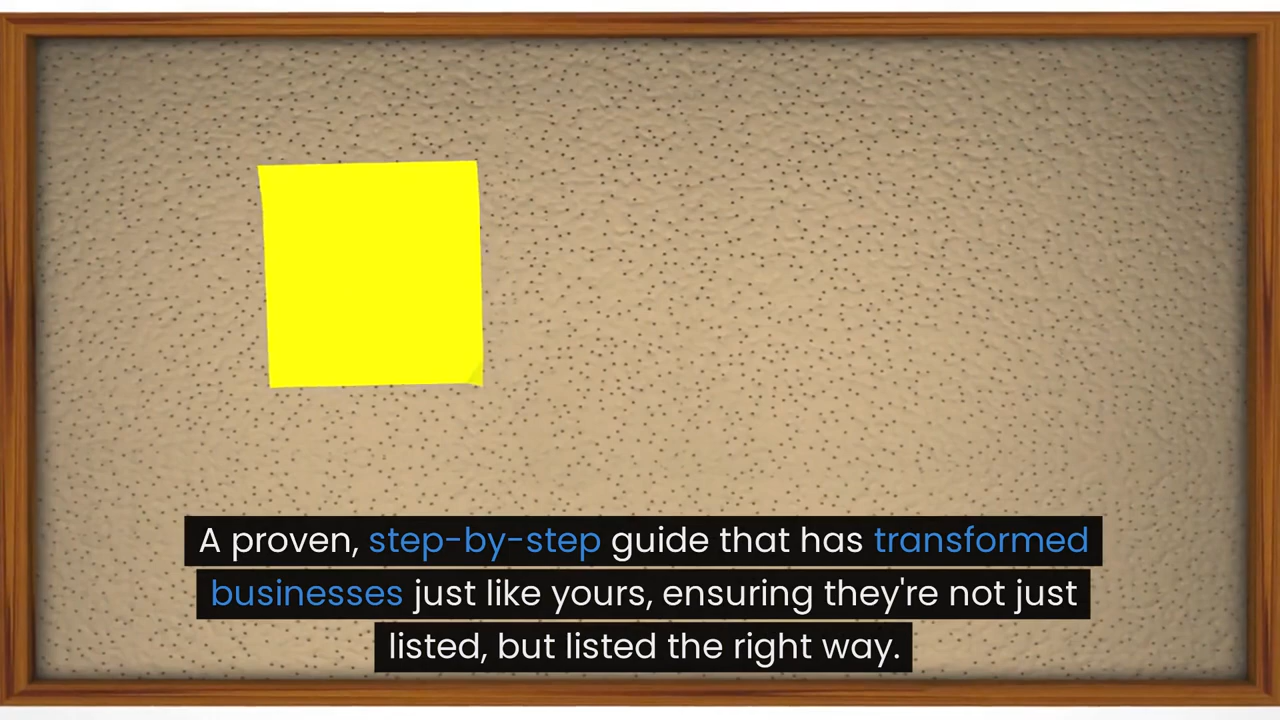 A proven, step-by-step guide that has transformed
businesses just like yours, ensuring they're not just
listed, but listed the right way.